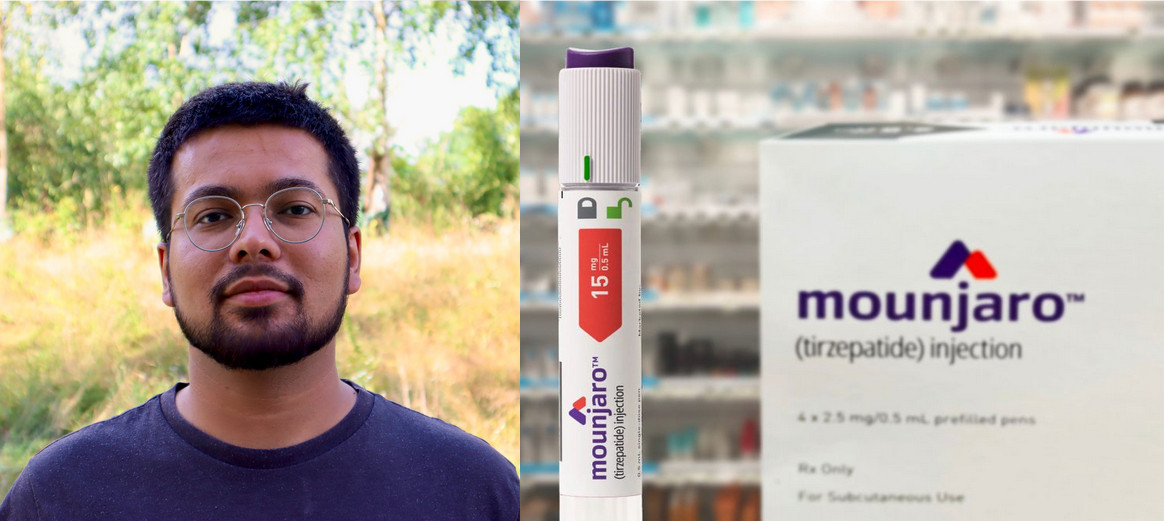 15 mg
0.5 mL
mounjaro™
(tirzepatide) injection
mounjaro™
(tirzepatide) injection
4 x 2.5 mg/0.5 mL prefilled pens
Rx Only
For Subcutaneous Use